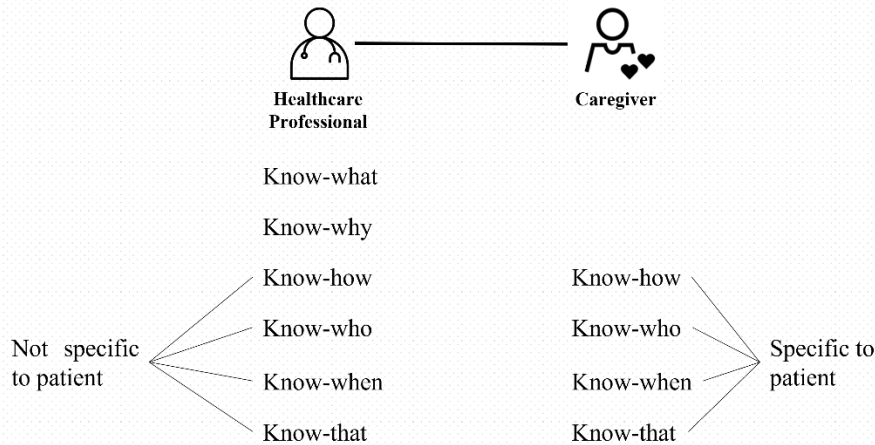 Healthcare
Professional
Caregiver
Know-what
Know-why
Know-how
Know-how
Know-who
Know-who
Not specific
to patient
Specific to
patient
Know-when
Know-when
Know-that
Know-that